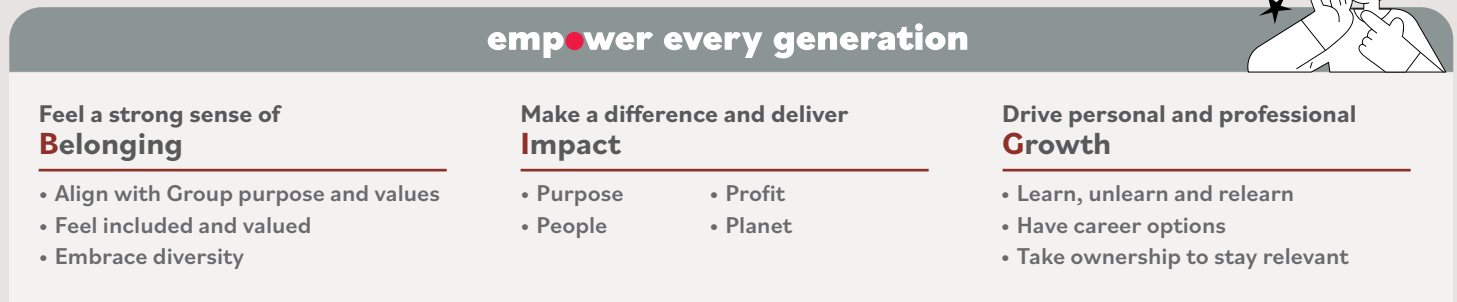 empower every generation
Feel a strong sense of
Belonging
• Align with Group purpose and values
• Feel included and valued
• Embrace diversity
Make a difference and deliver
Impact
• Purpose
• People
• Profit
• Planet
Drive personal and professional
Growth
• Learn, unlearn and relearn
• Have career options
• Take ownership to stay relevant